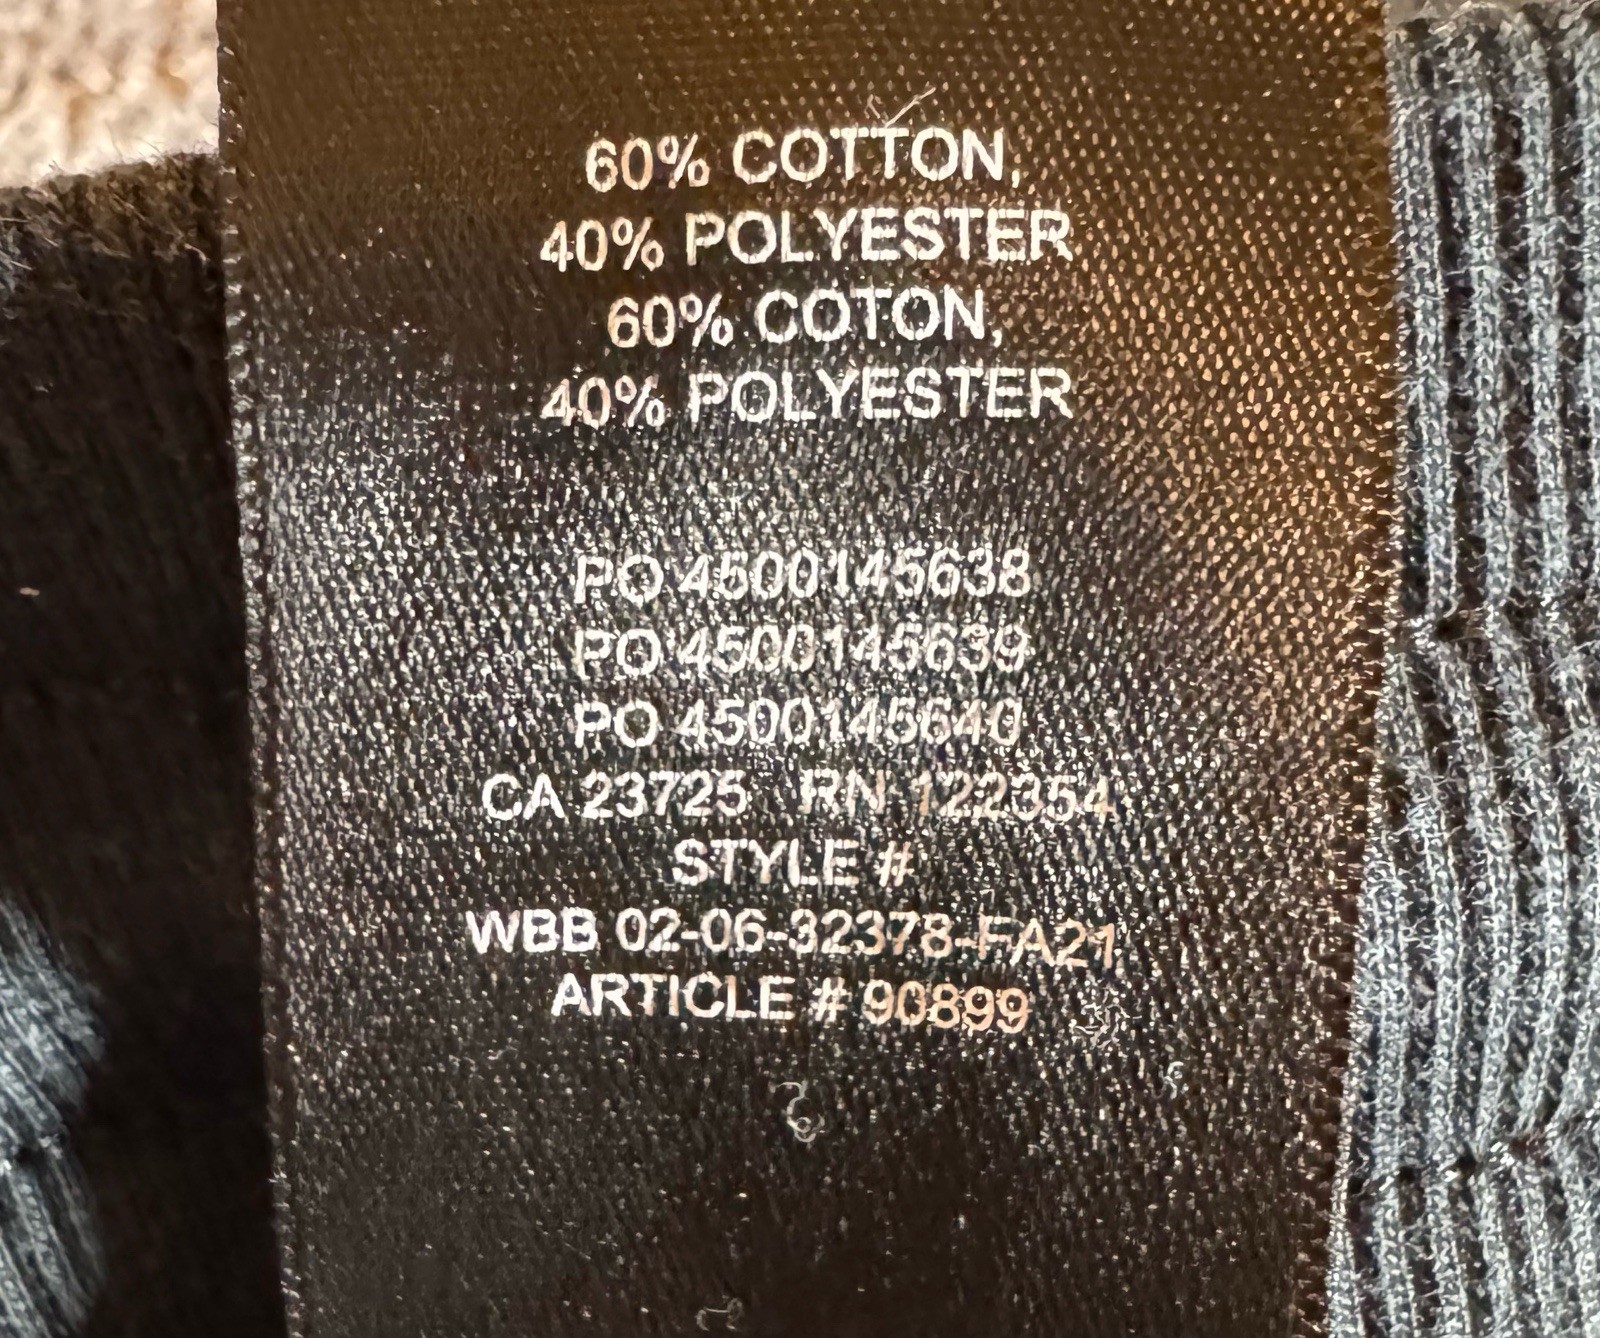 60% COTTON,
40% POLYESTER
60% COTON,
40% POLYESTER
PO 4500145638
PO 4500145639
PO 4500145640
CA 23725 RN 122354
STYLE #
WBB 02-06-32378-FA21
ARTICLE # 90899